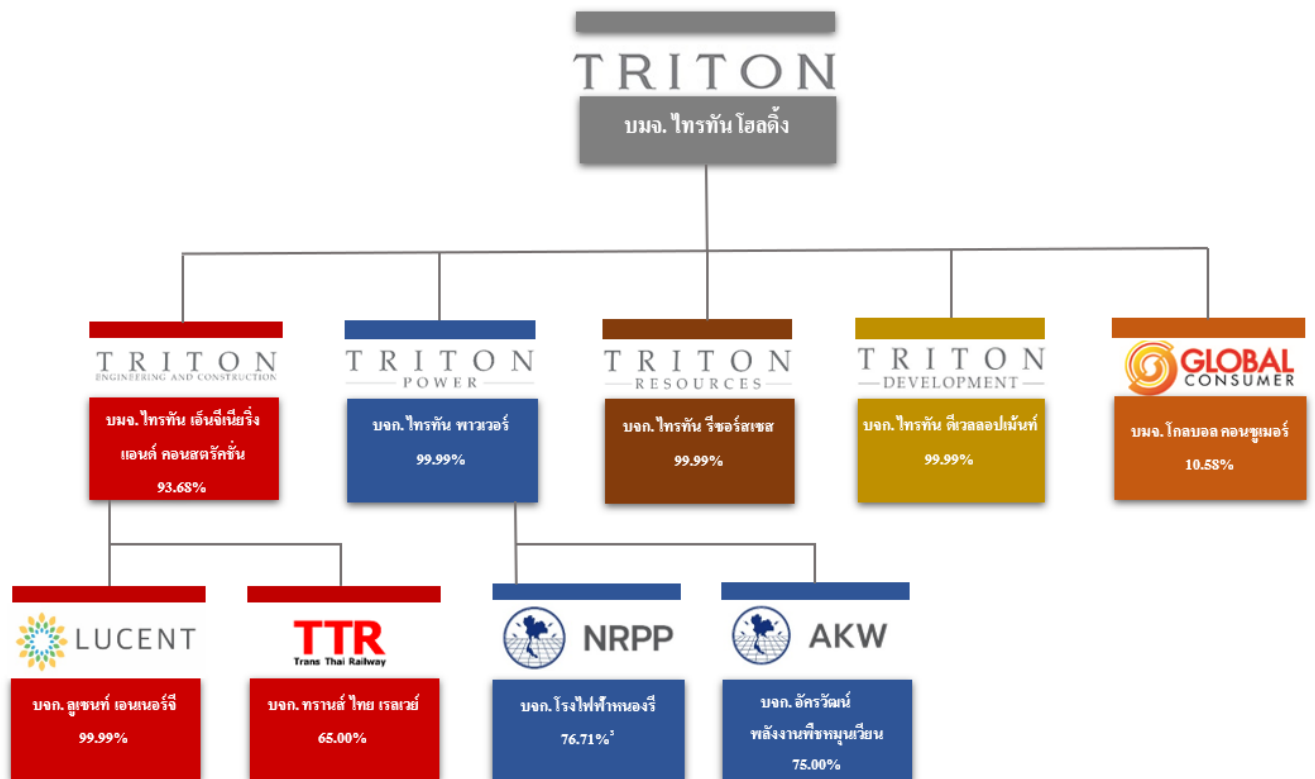 TRITON
บมจ. ไทรทัน โฮลดิ้ง
TRITON
ENGINEERING AND CONSTRUCTION
บมจ. ไทรทัน เอ็นจีเนียริ่ง
แอนด์ คอนสตรัคชั่น
93.68%
TRITON
POWER
บจก. ไทรทัน พาวเวอร์
99.99%
TRITON
RESOURCES
บจก. ไทรทัน รีซอร์สเซส
99.99%
TRITON
DEVELOPMENT
บจก. ไทรทัน ดีเวลลอปเม้นท์
99.99%
GLOBAL
CONSUMER
บมจ. โกลบอล คอนซูเมอร์
10.58%
LUCENT
บจก. ลูเซนท์ เอนเนอร์จี
99.99%
TTR
Trans Thai Railway
บจก. ทรานส์ ไทย เรลเวย์
65.00%
NRPP
บจก. โรงไฟฟ้าหนองรี
76.71%³
AKW
บจก. อัครวัฒน์
พลังงานพืชหมุนเวียน
75.00%